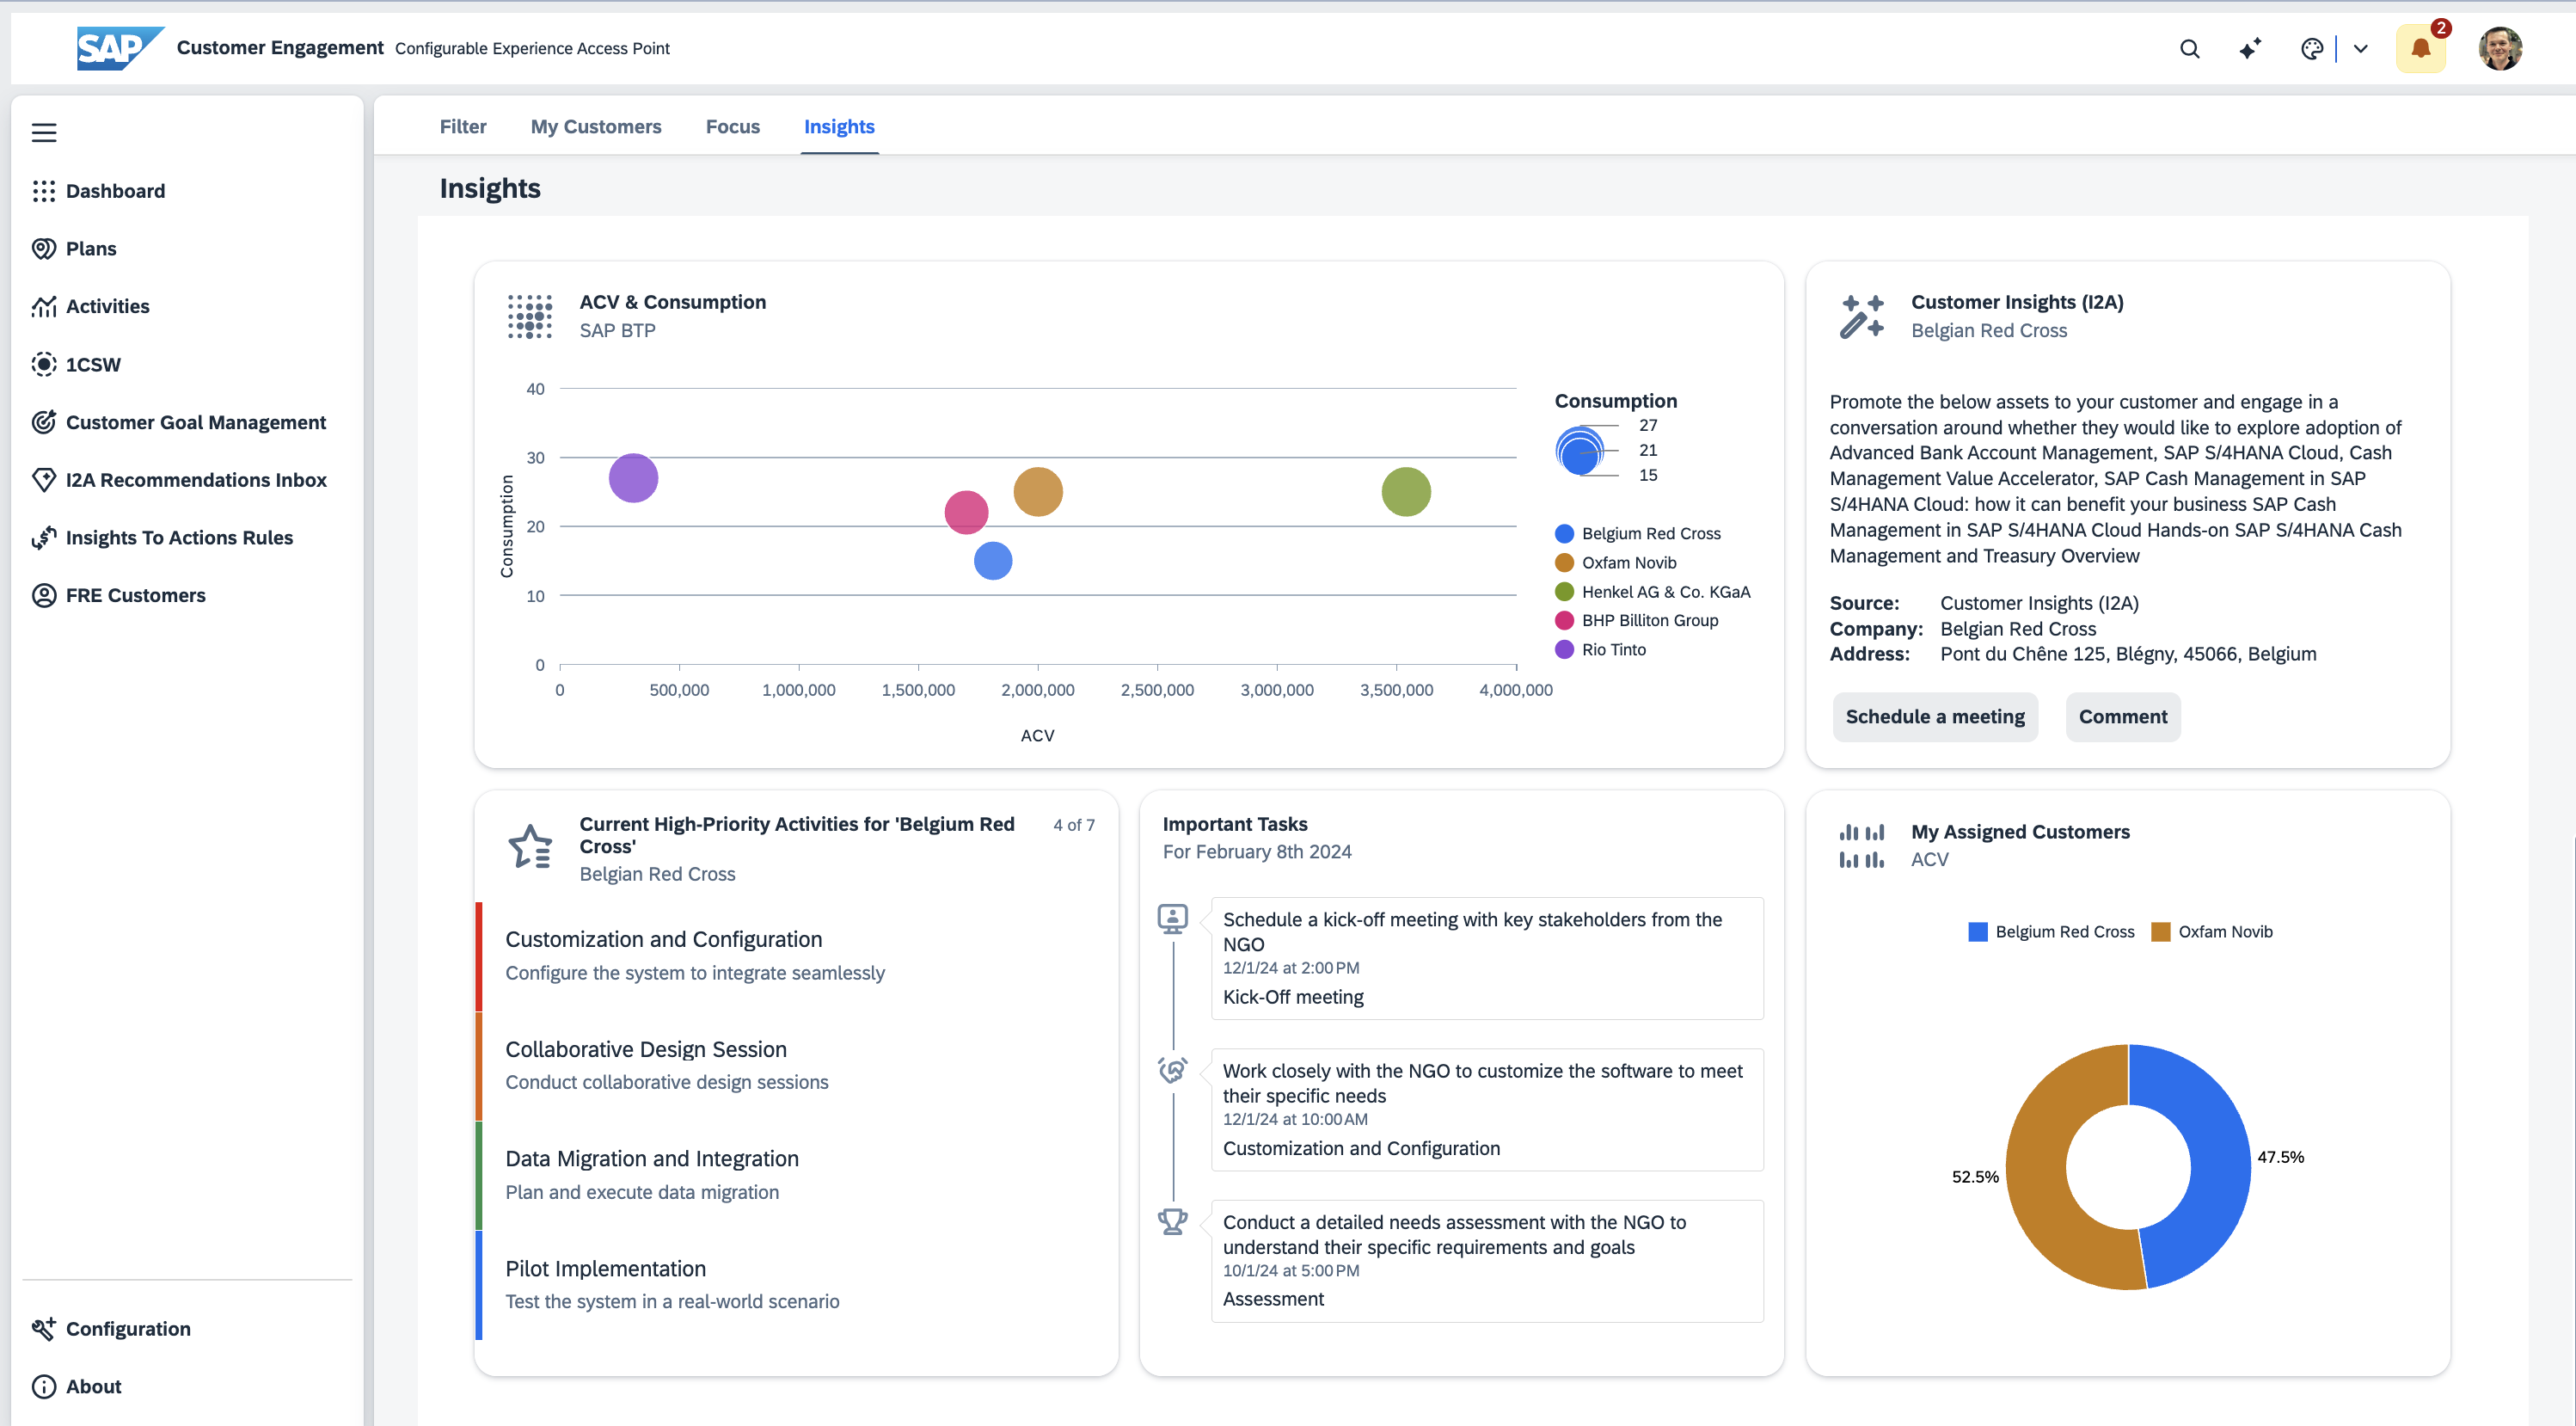 SAP Customer Engagement Configurable Experience Access Point
2
Dashboard
Plans
Activities
1CSW
Customer Goal Management
I2A Recommendations Inbox
Insights To Actions Rules
FRE Customers
Configuration
About
Filter My Customers Focus Insights
Insights
ACV & Consumption
SAP BTP
40
30
20
10
0
Consumption
0 500,000 1,000,000 1,500,000 2,000,000 2,500,000 3,000,000 3,500,000 4,000,000
ACV
Consumption
27
21
15
Belgium Red Cross
Oxfam Novib
Henkel AG & Co. KGaA
BHP Billiton Group
Rio Tinto
Customer Insights (I2A)
Belgian Red Cross
Promote the below assets to your customer and engage in a
conversation around whether they would like to explore adoption of
Advanced Bank Account Management, SAP S/4HANA Cloud, Cash
Management Value Accelerator, SAP Cash Management in SAP
S/4HANA Cloud: how it can benefit your business SAP Cash
Management in SAP S/4HANA Cloud Hands-on SAP S/4HANA Cash
Management and Treasury Overview
Source: Customer Insights (I2A)
Company: Belgian Red Cross
Address: Pont du Chêne 125, Blégny, 45066, Belgium
Schedule a meeting Comment
Current High-Priority Activities for 'Belgium Red
Cross'
4 of 7
Belgian Red Cross
Customization and Configuration
Configure the system to integrate seamlessly
Collaborative Design Session
Conduct collaborative design sessions
Data Migration and Integration
Plan and execute data migration
Pilot Implementation
Test the system in a real-world scenario
Important Tasks
For February 8th 2024
Schedule a kick-off meeting with key stakeholders from the
NGO
12/1/24 at 2:00 PM
Kick-Off meeting
Work closely with the NGO to customize the software to meet
their specific needs
12/1/24 at 10:00 AM
Customization and Configuration
Conduct a detailed needs assessment with the NGO to
understand their specific requirements and goals
10/1/24 at 5:00 PM
Assessment
My Assigned Customers
ACV
Belgium Red Cross Oxfam Novib
47.5%
52.5%